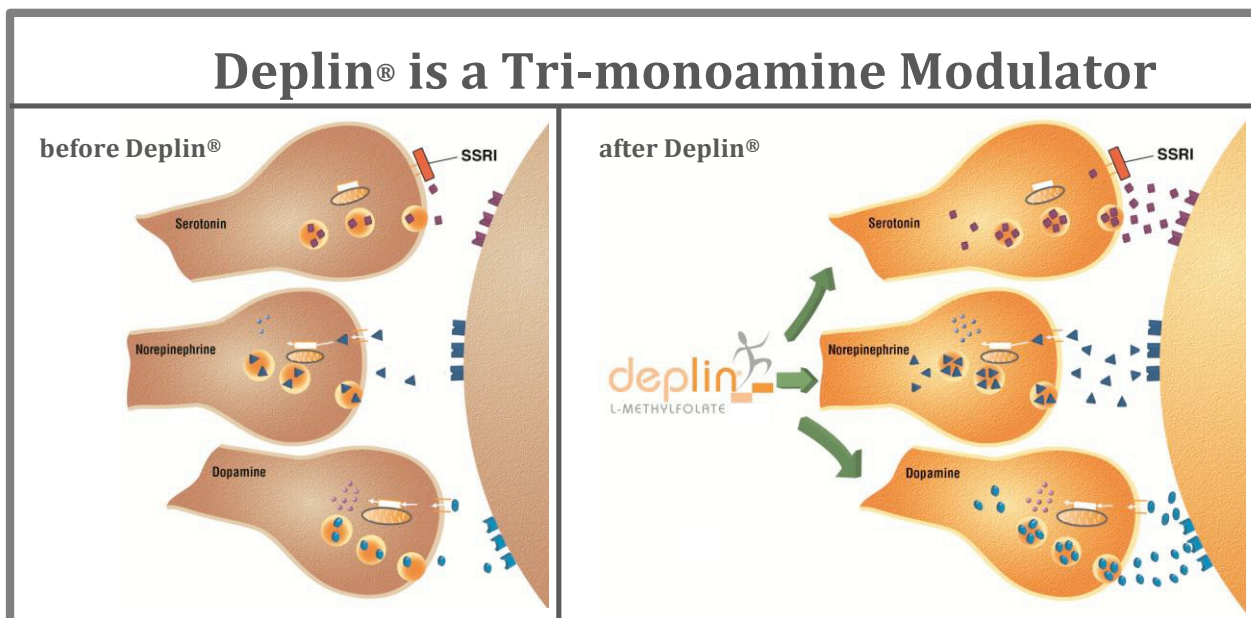 Deplin® is a Tri-monoamine Modulator
before Deplin®
SSRI
Serotonin
Norepinephrine
Dopamine
after Deplin®
SSRI
Serotonin
Norepinephrine
deplin
L-METHYLFOLATE
Dopamine